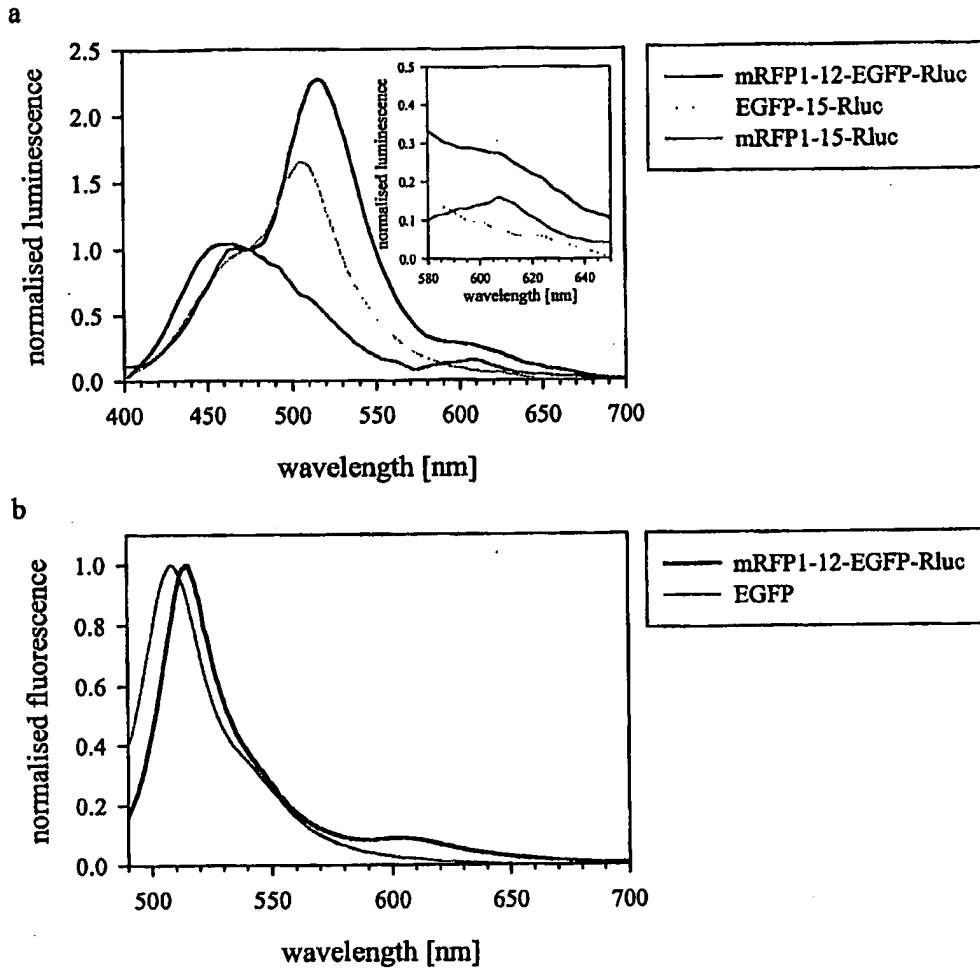 a
normalised luminescence
2.5
2.0
1.5
1.0
0.5
0.0
400 450 500 550 600 650 700
wavelength [nm]
normalised luminescence
0.5
0.4
0.3
0.2
0.1
0.0
580 600 620 640
wavelength [nm]
mRFP1-12-EGFP-Rluc
EGFP-15-Rluc
mRFP1-15-Rluc
b
normalised fluorescence
1.0
0.8
0.6
0.4
0.2
0.0
500 550 600 650 700
wavelength [nm]
mRFP1-12-EGFP-Rluc
EGFP